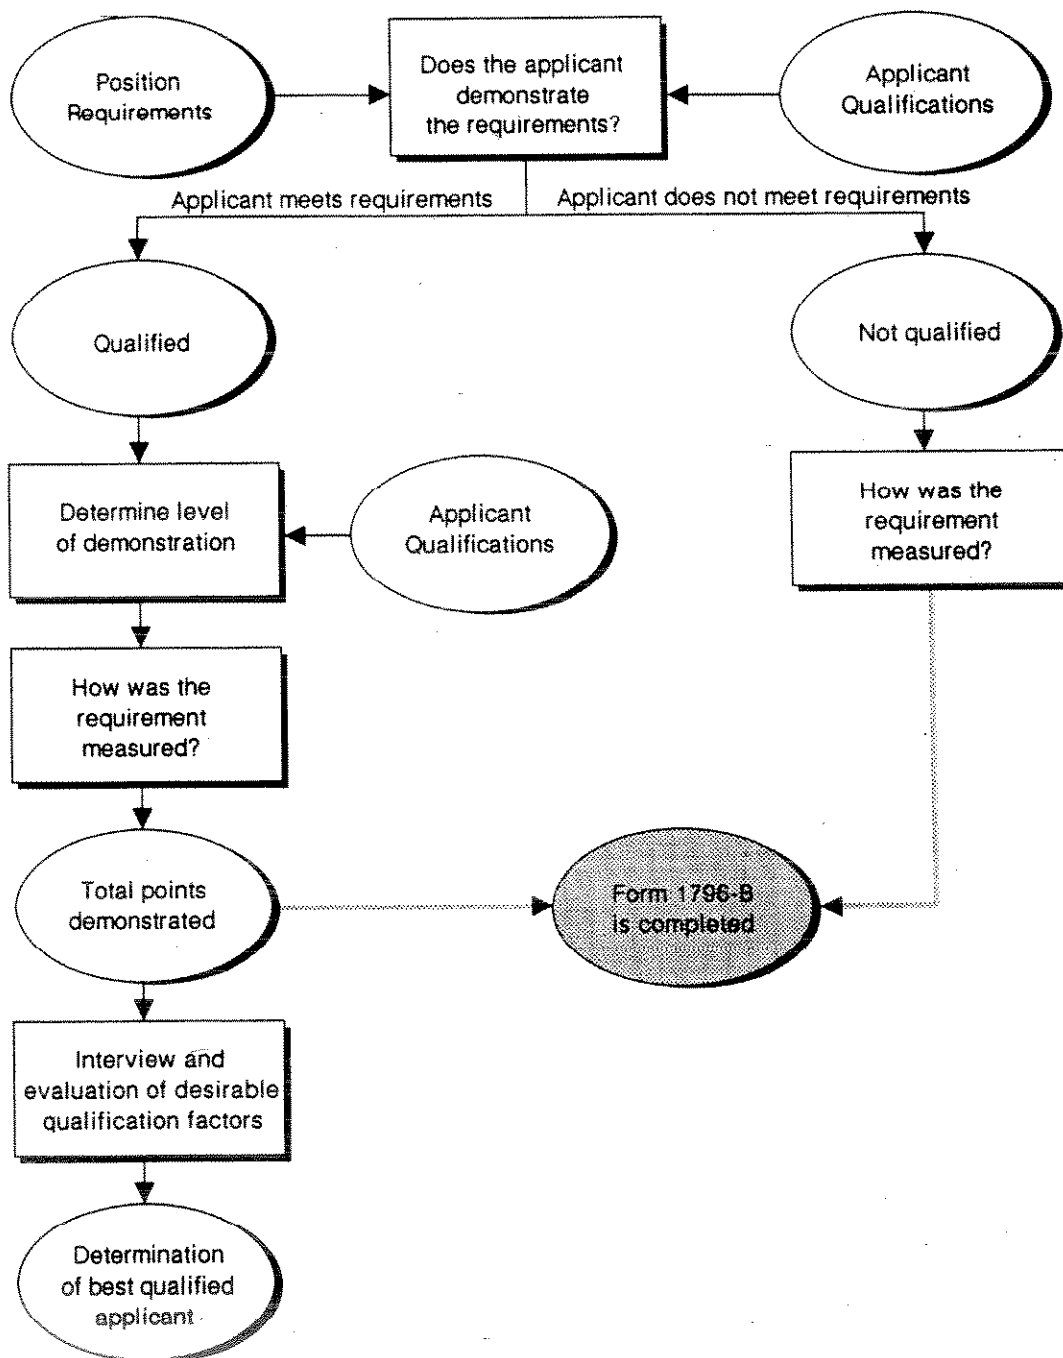 Position
Requirements
Does the applicant
demonstrate
the requirements?
Applicant
Qualifications
Applicant meets requirements
Applicant does not meet requirements
Qualified
Not qualified
Determine level
of demonstration
Applicant
Qualifications
How was the
requirement
measured?
How was the
requirement
measured?
Total points
demonstrated
Form 1796-B
is completed
Interview and
evaluation of desirable
qualification factors
Determination
of best qualified
applicant